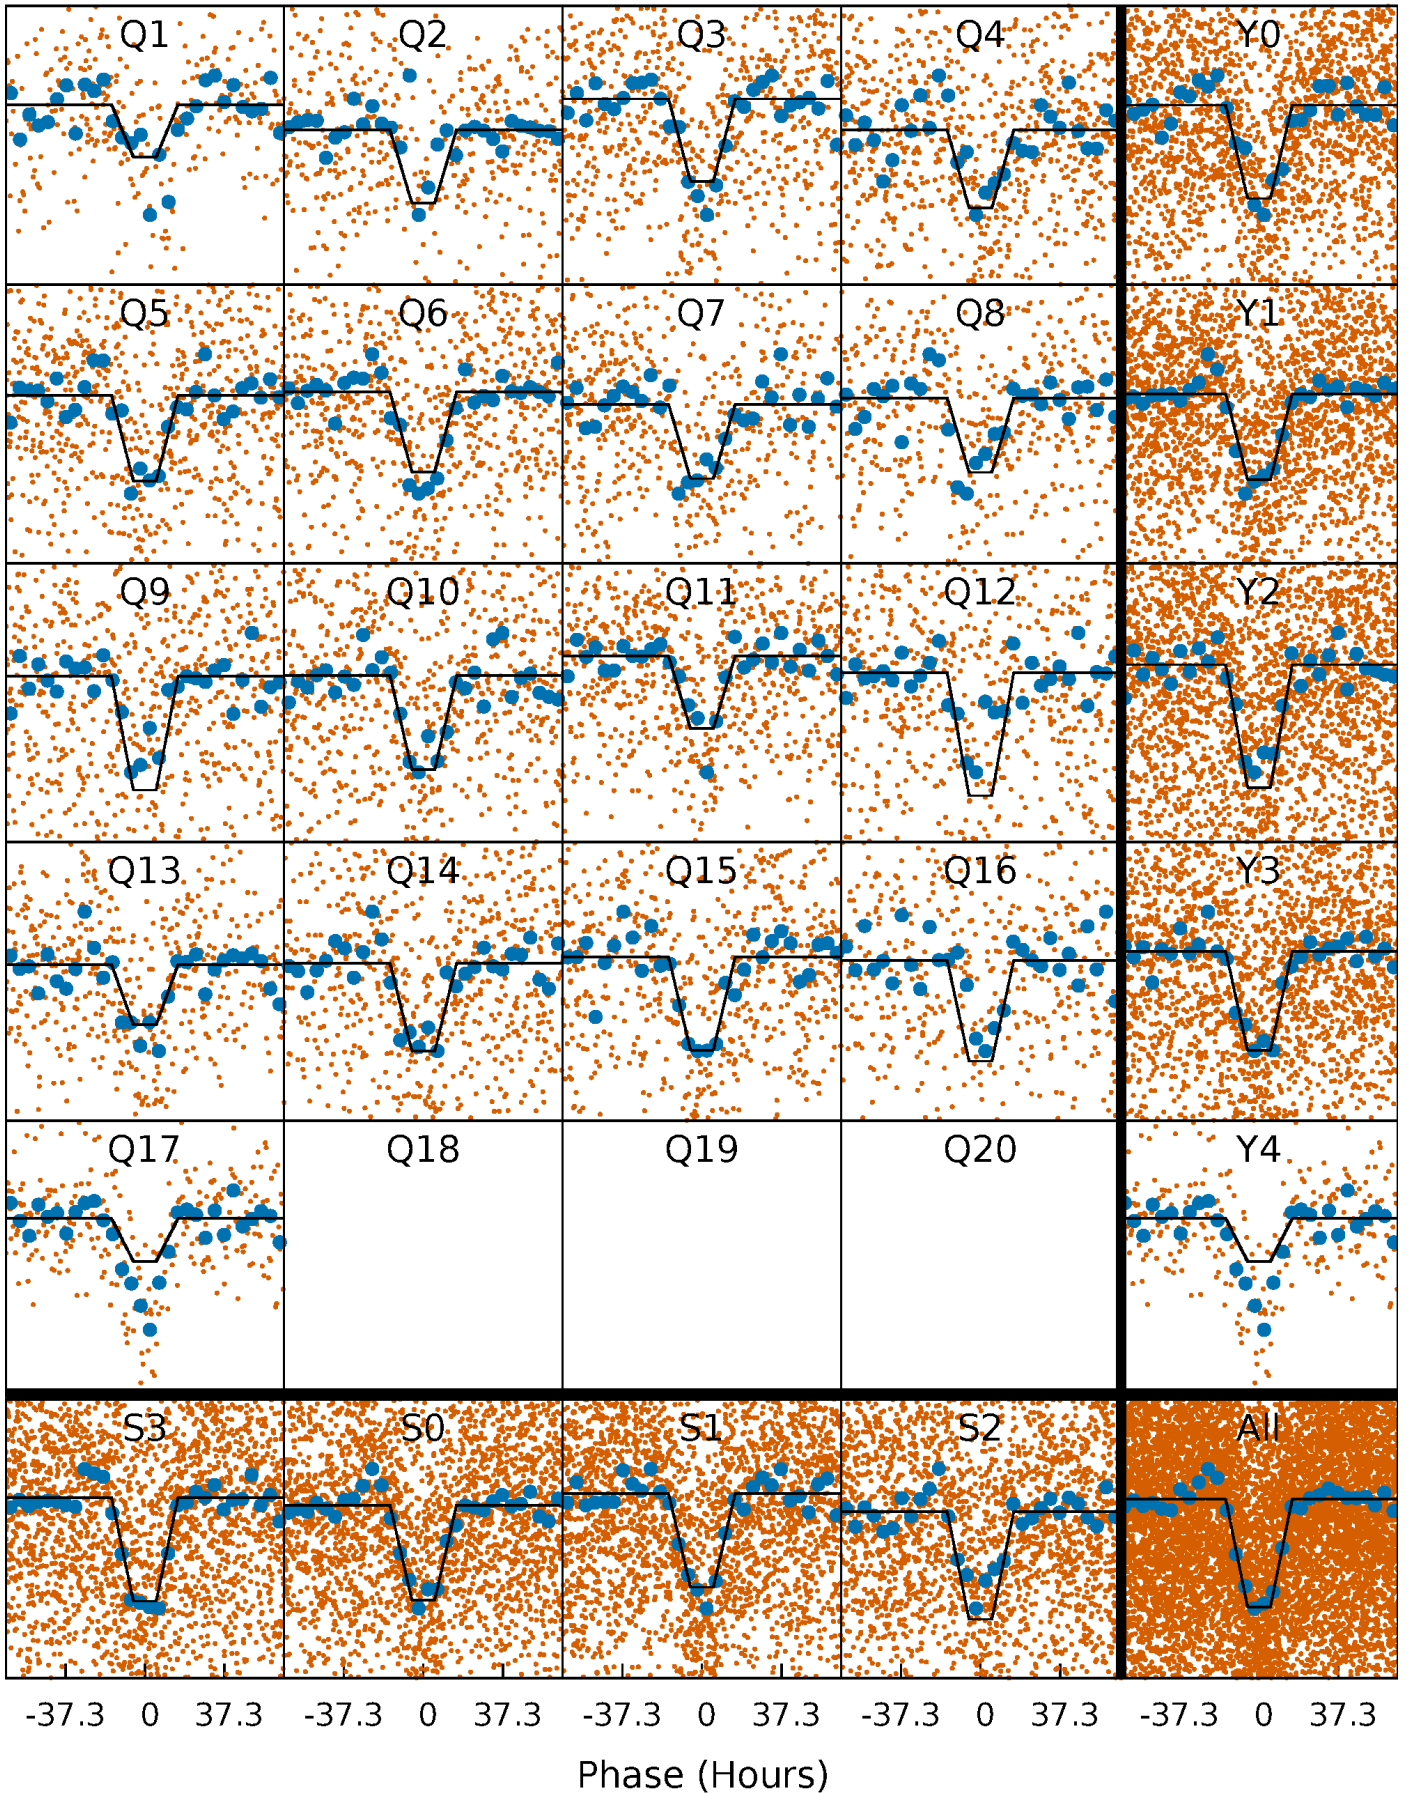 Q1 Q2 Q3 Q4 Y0
Q5 Q6 Q7 Q8 Y1
Q9 Q10 Q11 Q12 Y2
Q13 Q14 Q15 Q16 Y3
Q17 Q18 Q19 Q20 Y4
S3 S0 S1 S2 All
-37.3 0 37.3 -37.3 0 37.3 -37.3 0 37.3 -37.3 0 37.3 -37.3 0 37.3
Phase (Hours)